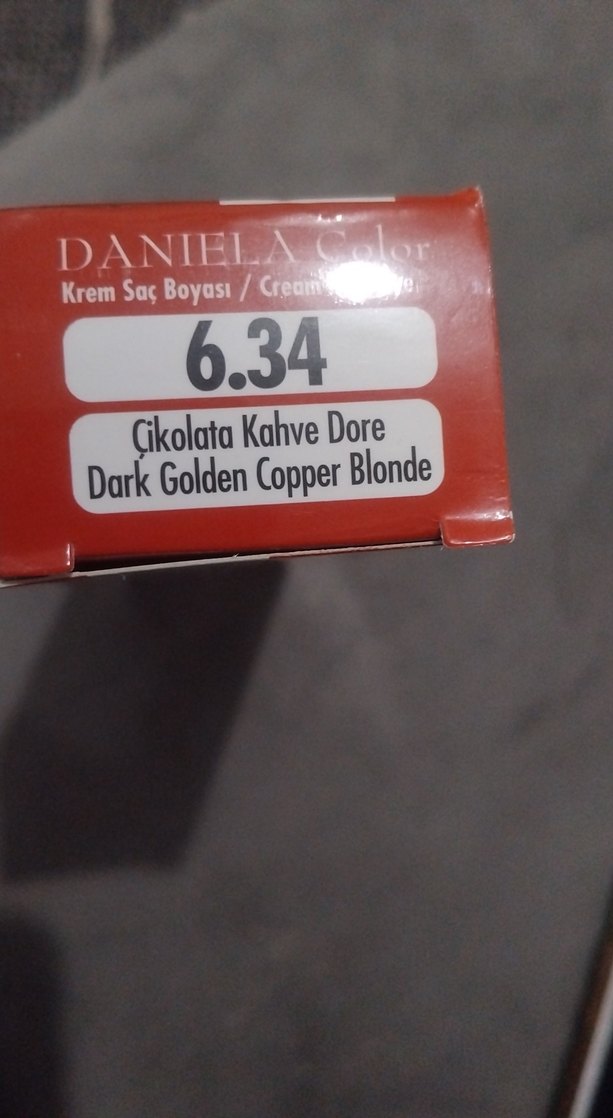 DANIELA Color
Krem Saç Boyası / Cream
6.34
Çikolata Kahve Dore
Dark Golden Copper Blonde